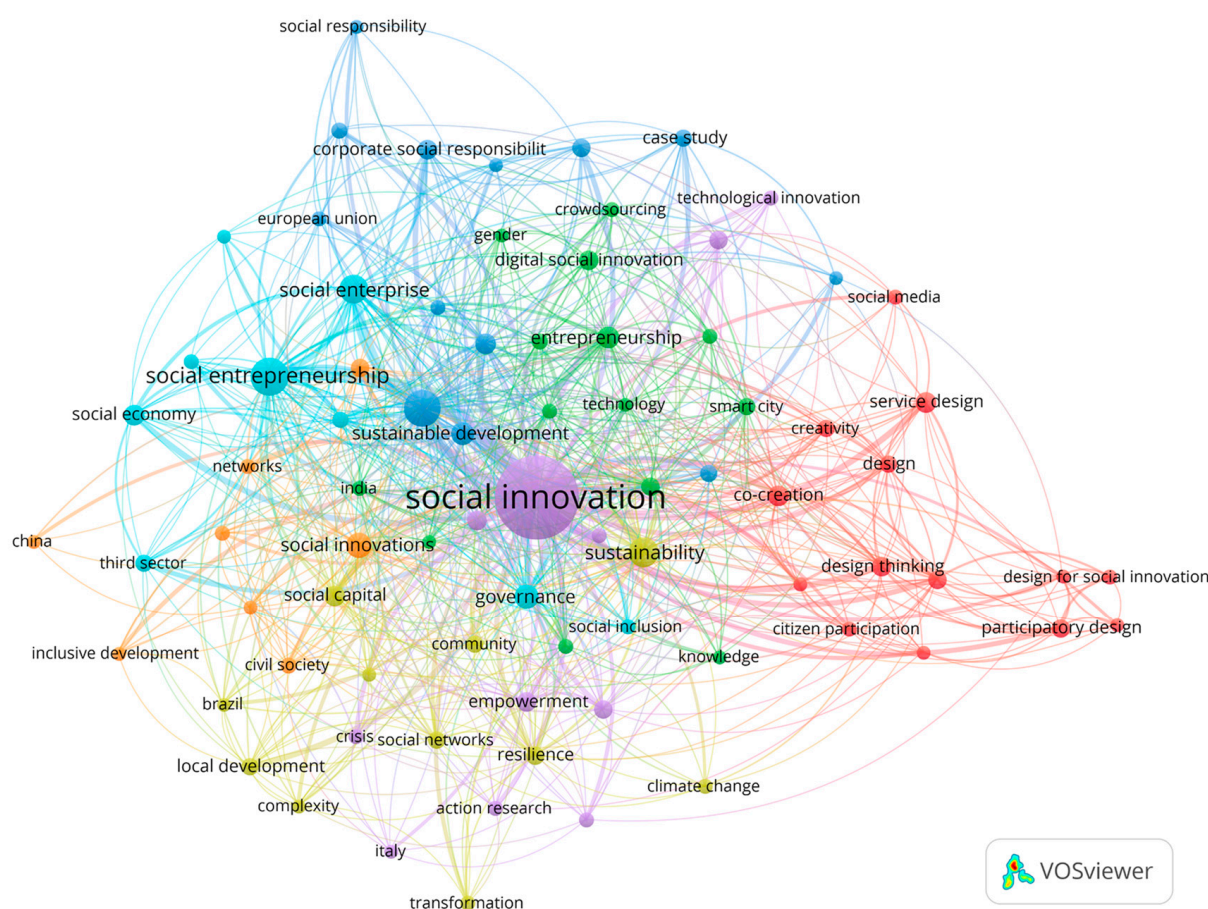 social responsibility
corporate social responsibilit
case study
technological innovation
european union
crowdsourcing
gender
digital social innovation
social enterprise
social media
entrepreneurship
social entrepreneurship
social economy
technology
smart city
service design
creativity
sustainable development
networks
design
india
social innovation
co-creation
china
social innovations
sustainability
third sector
design thinking
design for social innovation
social capital
governance
social inclusion
citizen participation
participatory design
inclusive development
civil society
community
knowledge
brazil
empowerment
crisis
social networks
resilience
local development
climate change
complexity
action research
italy
transformation
VOSviewer